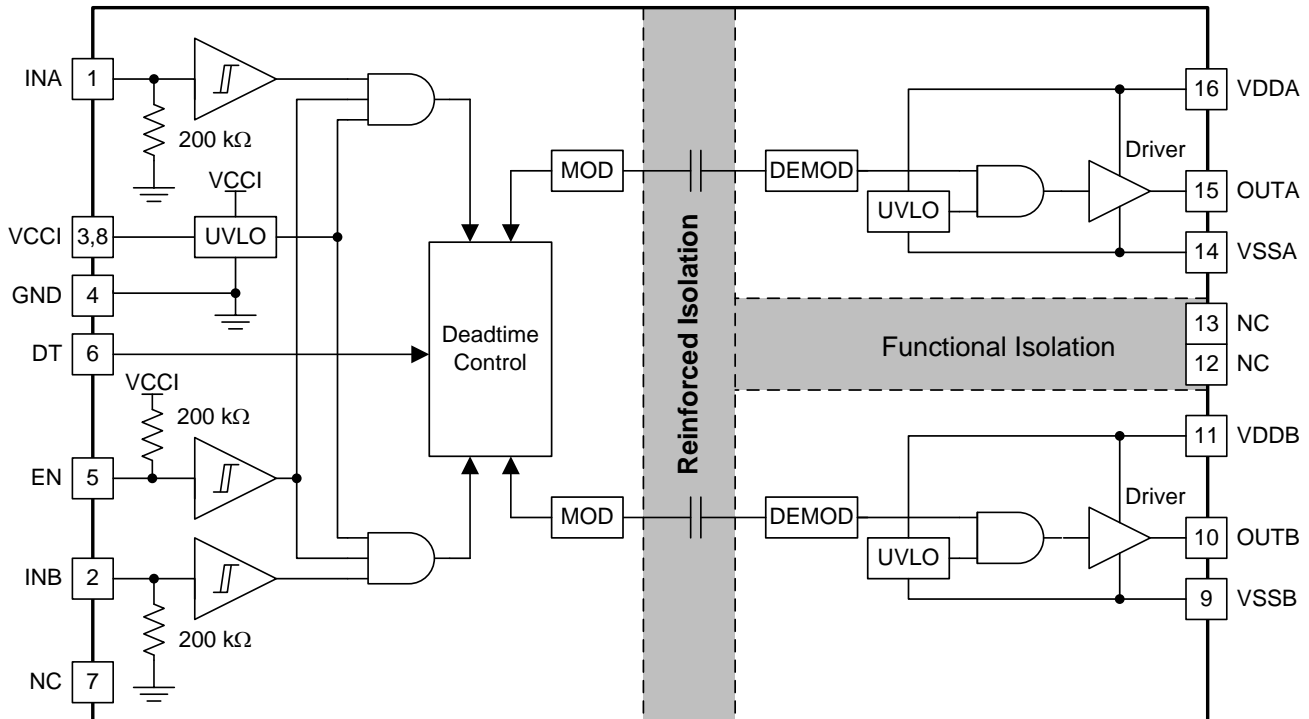 INA
1
200 kΩ
VCCI
VCCI
3,8
UVLO
GND
4
DT
6
VCCI
200 kΩ
EN
5
INB
2
200 kΩ
NC
7
Deadtime
Control
MOD
MOD
Reinforced Isolation
Functional Isolation
DEMOD
UVLO
Driver
16
VDDA
15
OUTA
14
VSSA
13
NC
12
NC
DEMOD
UVLO
Driver
11
VDDB
10
OUTB
9
VSSB